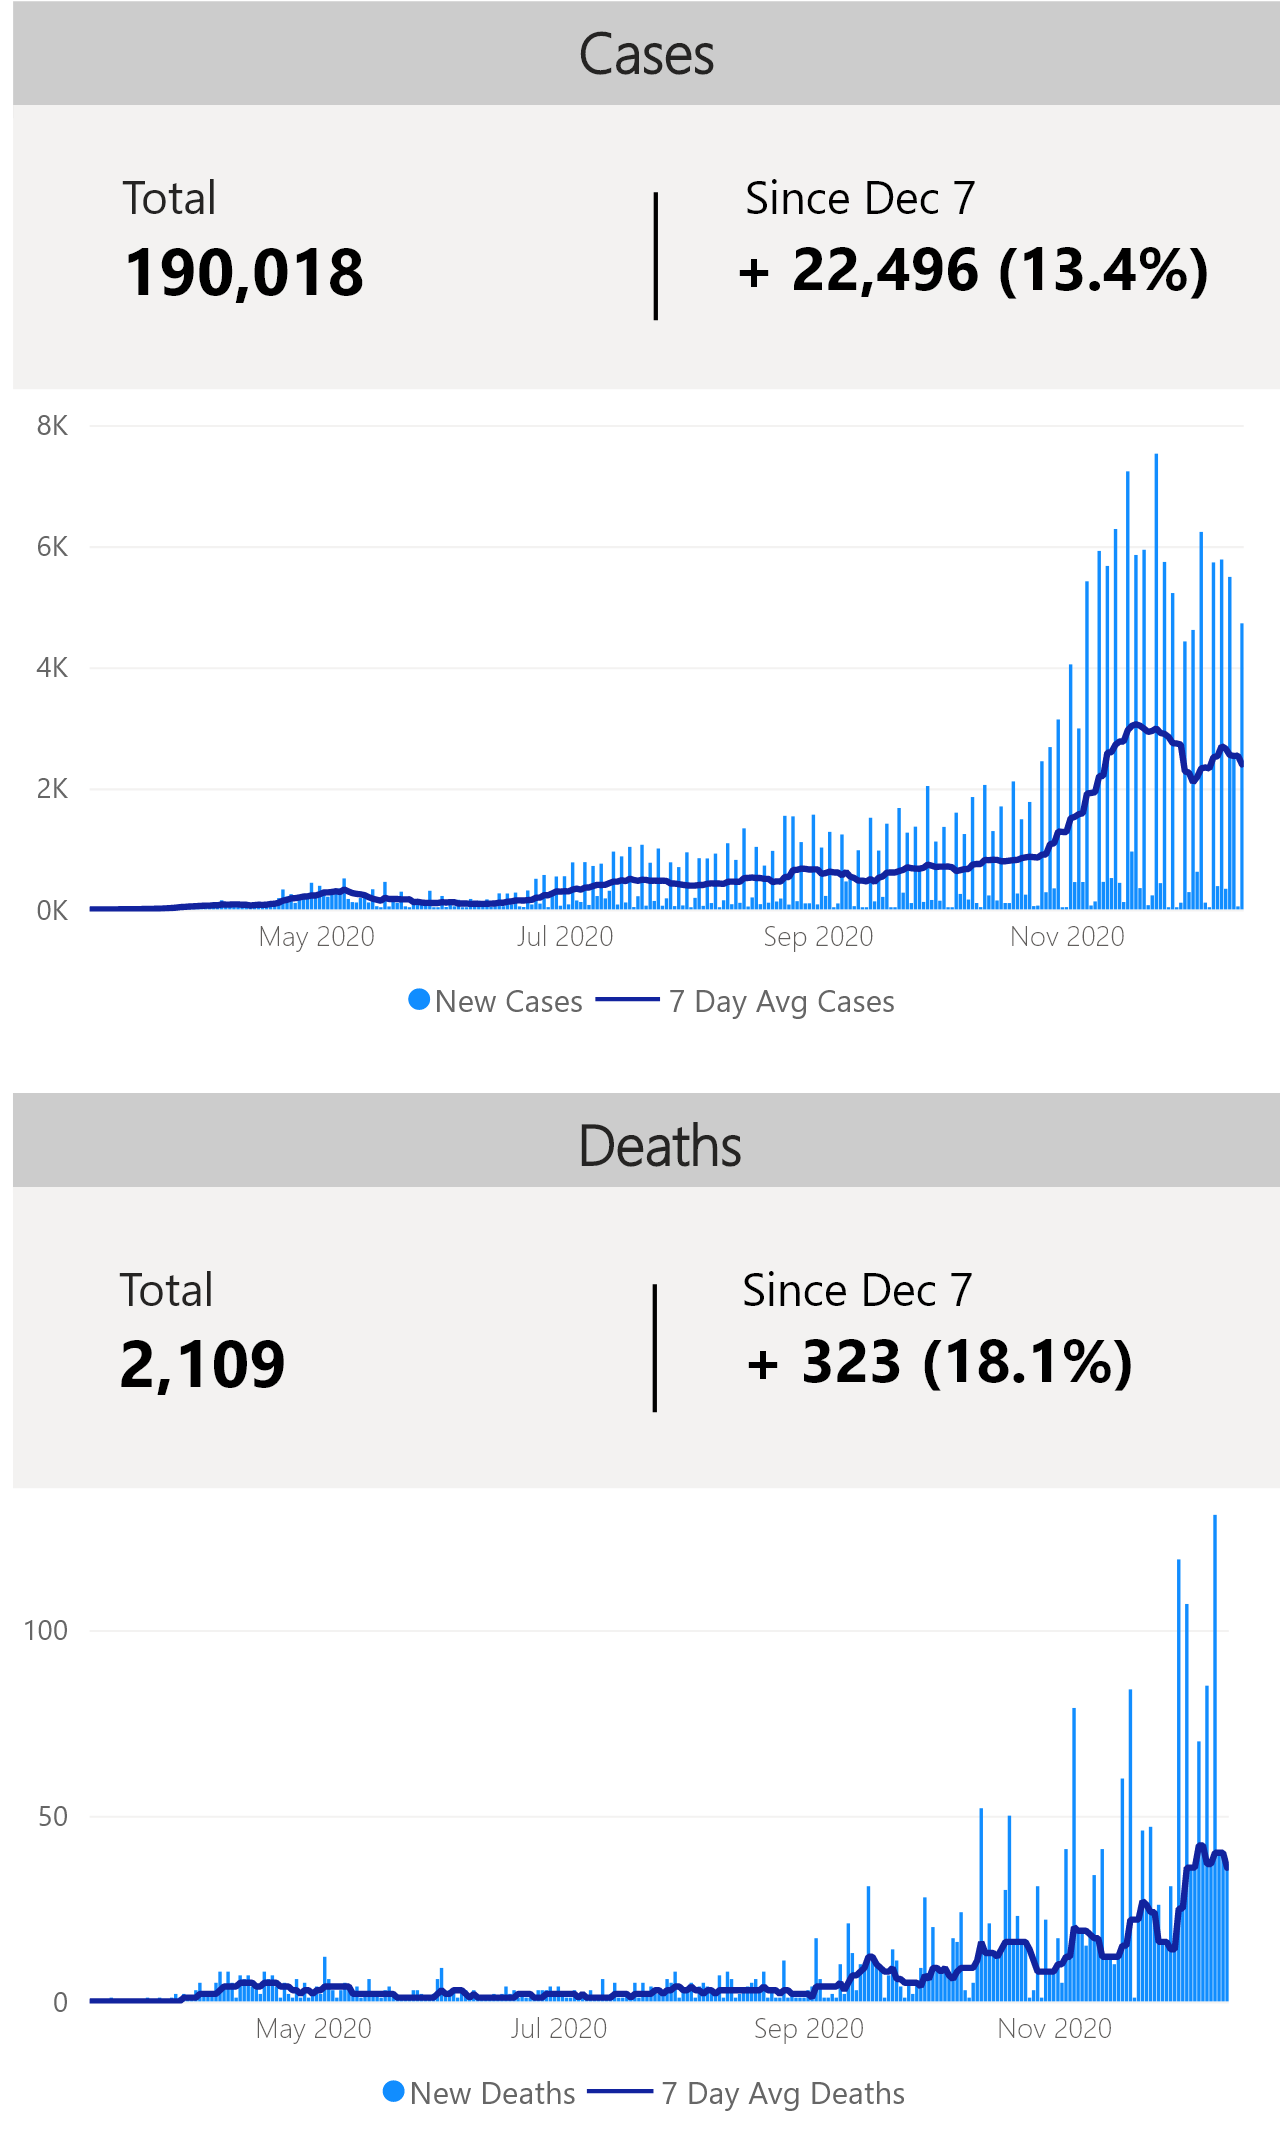 Cases
Total
Since Dec 7
190,018
+ 22,496 (13.4%)
8K
6K
4K
2K
0K
May 2020
Jul 2020
Sep 2020
Nov 2020
New Cases
7 Day Avg Cases
Deaths
Total
Since Dec 7
2,109
+ 323 (18.1%)
100
50
0
May 2020
Jul 2020
Sep 2020
Nov 2020
New Deaths
7 Day Avg Deaths